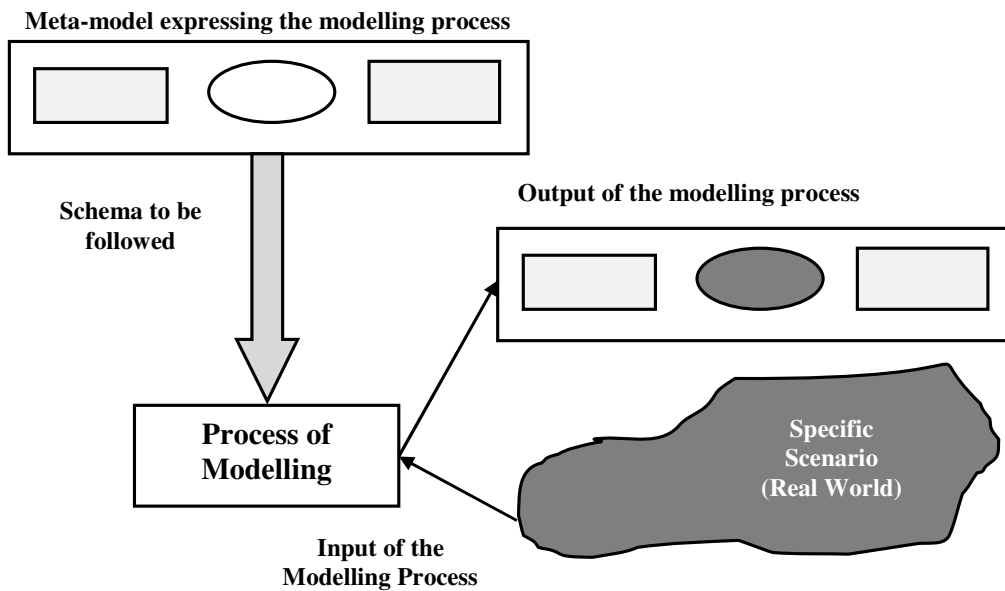 Meta-model expressing the modelling process
Schema to be
followed
Output of the modelling process
Process of
Modelling
Specific
Scenario
(Real World)
Input of the
Modelling Process